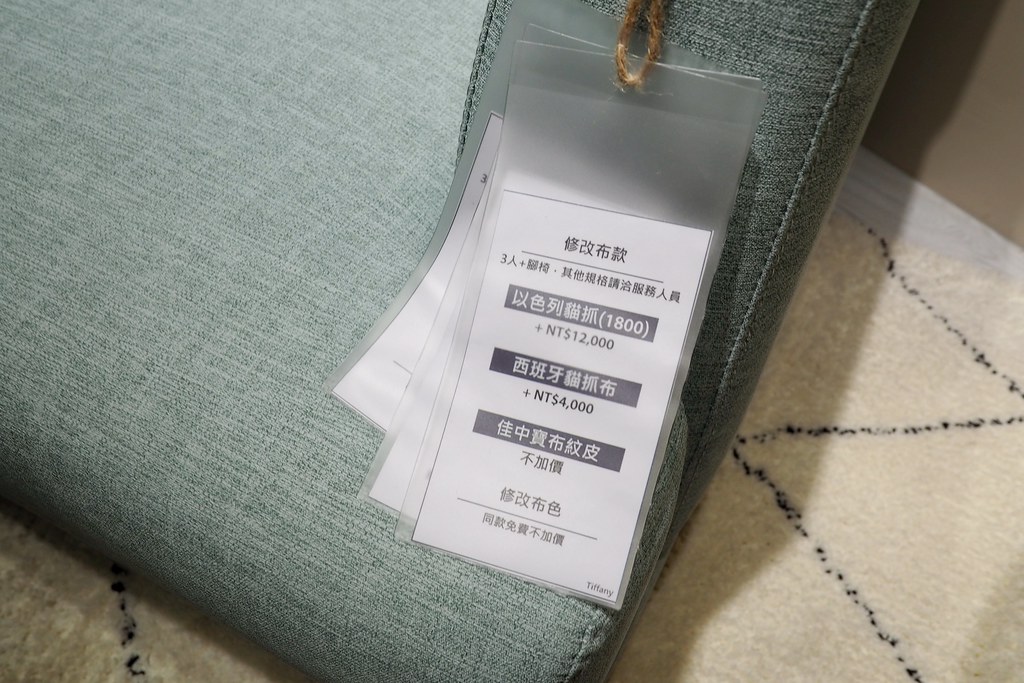 修改布款
3人+腳椅．其他規格請洽服務人員
以色列貓抓(1800)
+ NT$12,000
西班牙貓抓布
+ NT$4,000
佳中寶布紋皮
不加價
修改布色
同款免費不加價
Tiffany
3